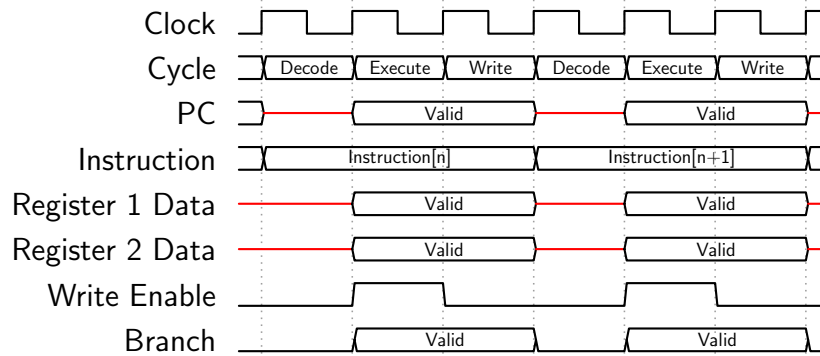 Clock
Cycle Decode Execute Write Decode Execute Write
PC Valid Valid
Instruction Instruction[n] Instruction[n+1]
Register 1 Data Valid Valid
Register 2 Data Valid Valid
Write Enable
Branch Valid Valid